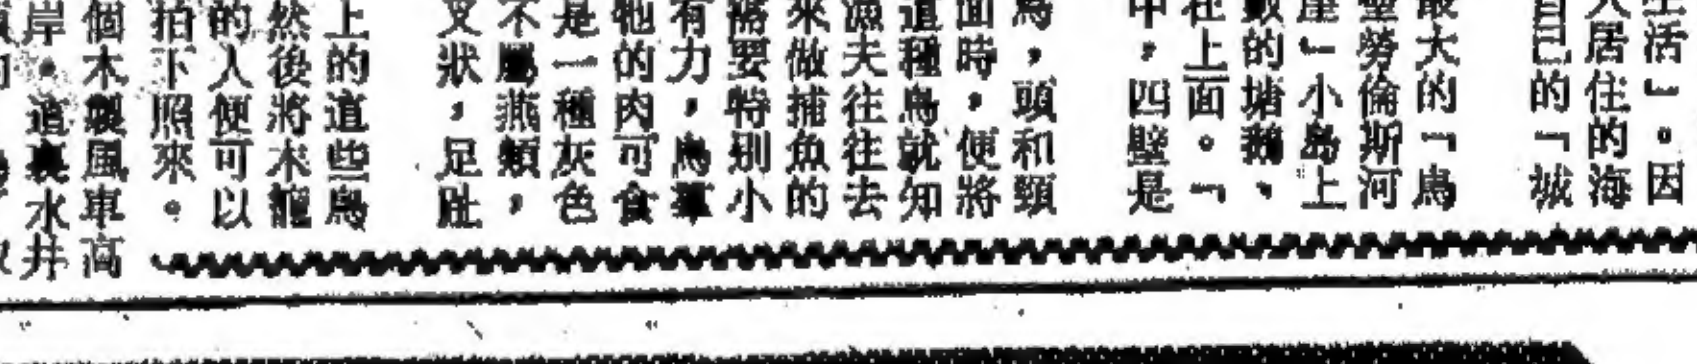 生活」。因
人居住的海
自己的「城
最大的「鳥
聖勞倫斯河
崖」小島上
數的塘鵝、
在上面。「
中，四壁是
鳥，頭和頸
面時，便將
這種鳥就知
漁夫往往去
來做捕魚的
需要特別小
有力，鳥
牠的肉可食
是一種灰色
不屬燕類，
叉狀，足趾
上的這些鳥
然後將木籠
的人便可以
拍下照來。
個木製風車高
岸。這裏水井